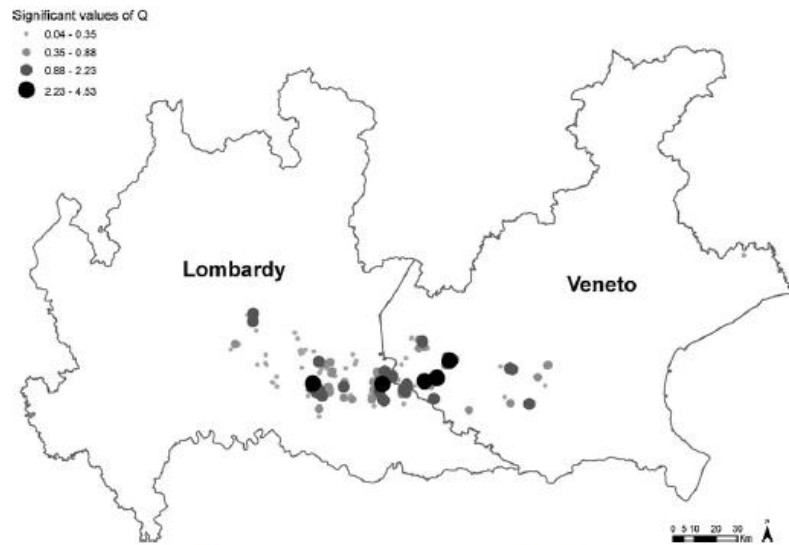 Significant values of Q
0.04 - 0.35
0.35 - 0.88
0.88 - 2.23
2.23 - 4.53
Lombardy
Veneto
0 5 10 20 30
Km